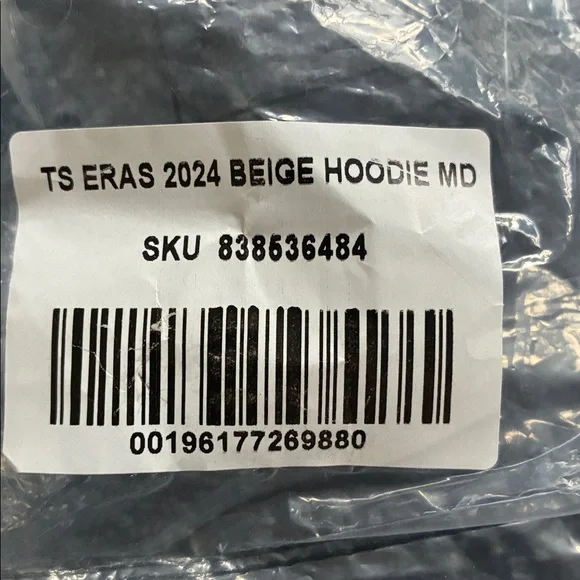 TS ERAS 2024 BEIGE HOODIE MD
SKU 838536484
00196177269880